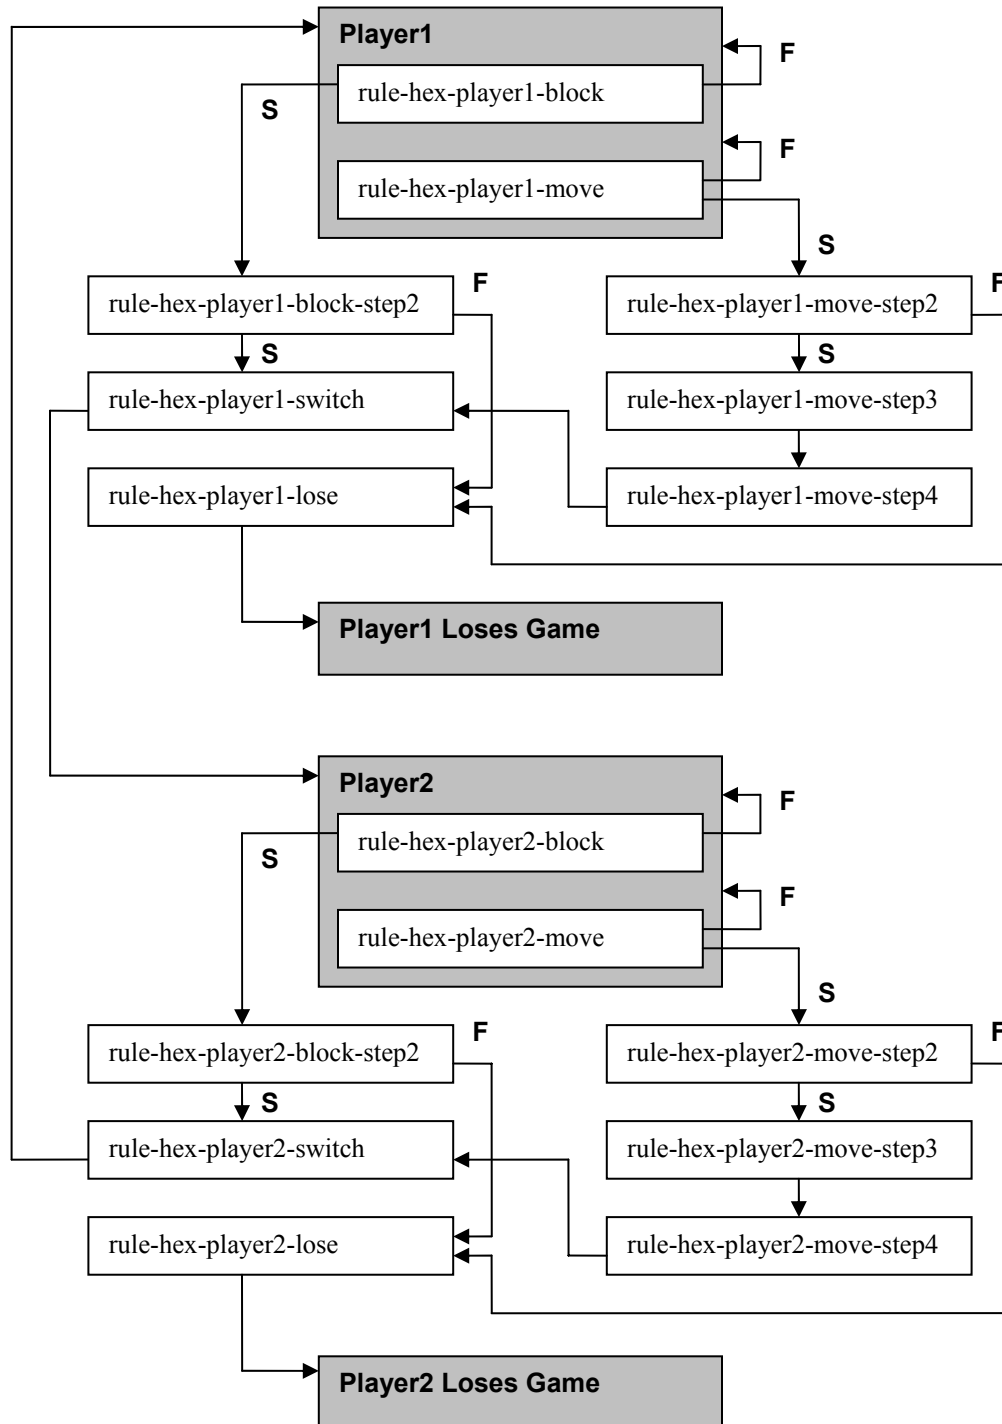 Player1
F
rule-hex-player1-block
S
F
rule-hex-player1-move
S
F
F
rule-hex-player1-block-step2
rule-hex-player1-move-step2
S
S
rule-hex-player1-switch
rule-hex-player1-move-step3
rule-hex-player1-lose
rule-hex-player1-move-step4
Player1 Loses Game
Player2
F
rule-hex-player2-block
S
F
rule-hex-player2-move
S
F
F
rule-hex-player2-block-step2
rule-hex-player2-move-step2
S
S
rule-hex-player2-switch
rule-hex-player2-move-step3
rule-hex-player2-lose
rule-hex-player2-move-step4
Player2 Loses Game